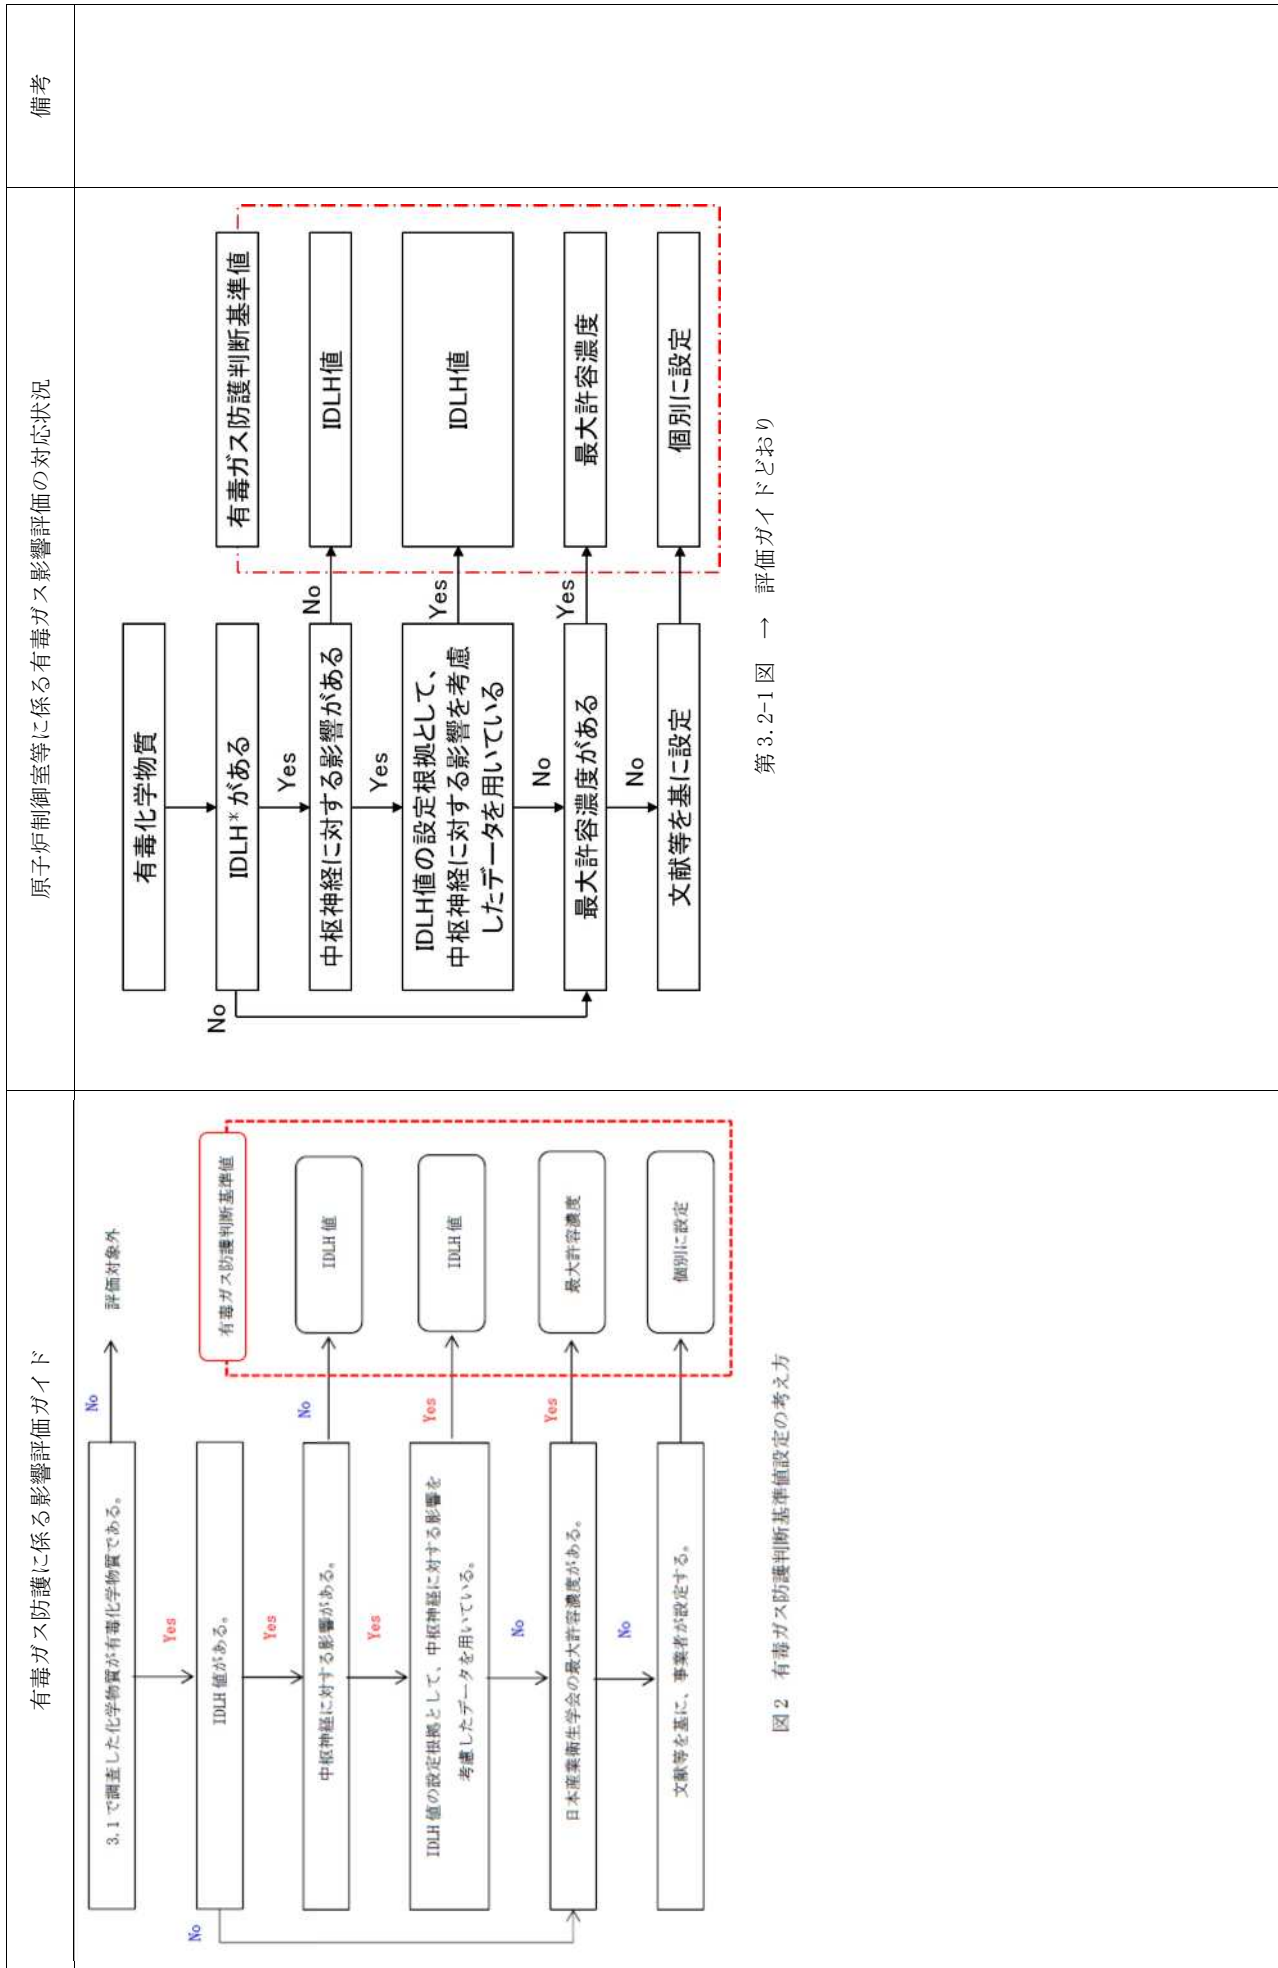 有毒ガス防護に係る影響評価ガイド
3.1で調査した化学物質が有毒化学物質である。
No
評価対象外
Yes
IDLH値がある。
No
Yes
中枢神経に対する影響がある。
No
Yes
IDLH値の設定根拠として、中枢神経に対する影響を
考慮したデータを用いている。
Yes
No
日本産業衛生学会の最大許容濃度がある。
Yes
No
文献等を基に、事業者が設定する。
有毒ガス防護判断基準値
IDLH値
IDLH値
最大許容濃度
個別に設定
図2 有毒ガス防護判断基準値設定の考え方
原子炉制御室等に係る有毒ガス影響評価の対応状況
有毒化学物質
IDLH*がある
No
Yes
中枢神経に対する影響がある
No
Yes
IDLH値の設定根拠として、
中枢神経に対する影響を考慮
したデータを用いている
Yes
No
最大許容濃度がある
Yes
No
文献等を基に設定
有毒ガス防護判断基準値
IDLH値
IDLH値
最大許容濃度
個別に設定
第3.2-1図 → 評価ガイドどおり
備考